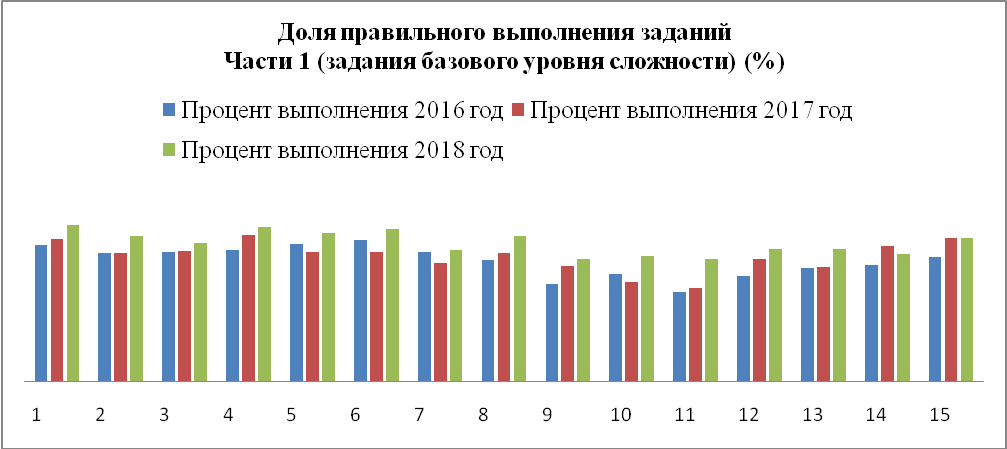 Доля правильного выполнения заданий
Части 1 (задания базового уровня сложности) (%)
Процент выполнения 2016 год Процент выполнения 2017 год
Процент выполнения 2018 год
1 2 3 4 5 6 7 8 9 10 11 12 13 14 15